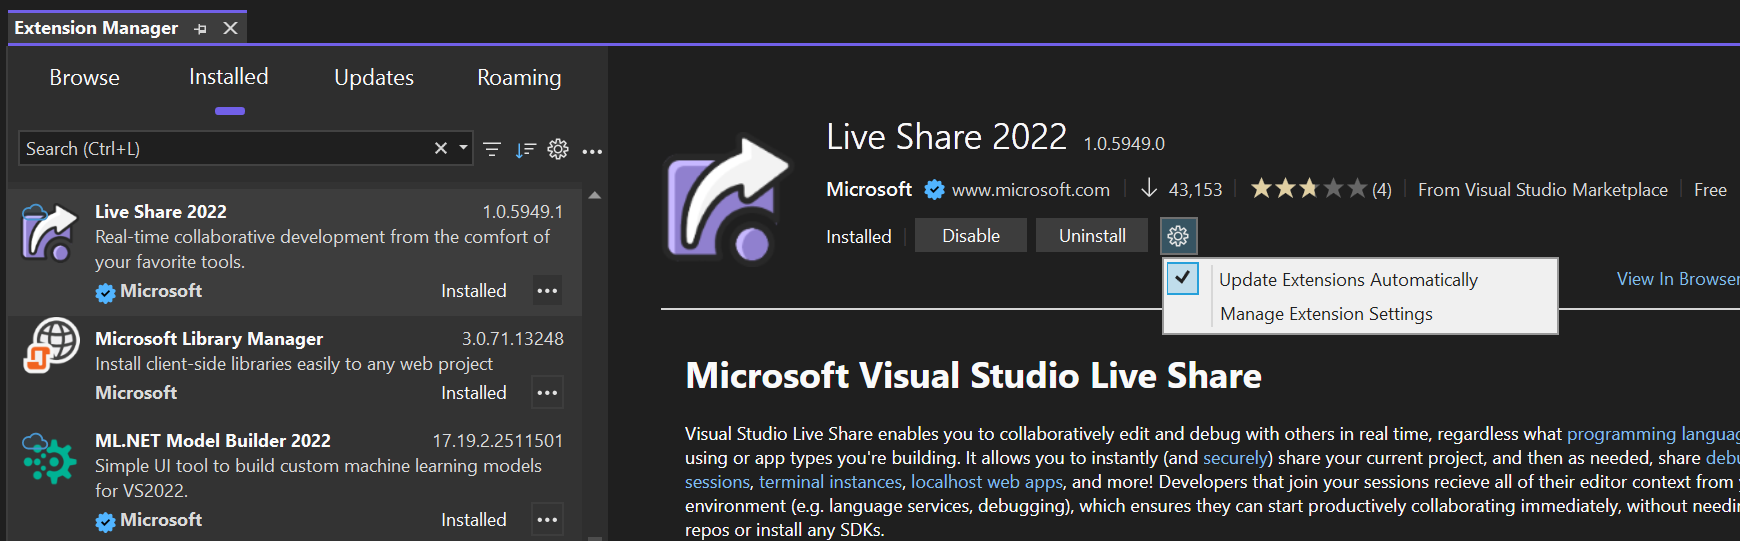 Extension Manager
Browse Installed Updates Roaming
Search (Ctrl+L)
Live Share 2022 1.0.5949.1
Real-time collaborative development from the comfort of
your favorite tools.
Microsoft Installed
Microsoft Library Manager 3.0.71.13248
Install client-side libraries easily to any web project
Microsoft Installed
ML.NET Model Builder 2022 17.19.2.2511501
Simple UI tool to build custom machine learning models
for VS2022.
Microsoft Installed
Live Share 2022 1.0.5949.0
Microsoft www.microsoft.com 43,153 (4) From Visual Studio Marketplace Free
Installed Disable Uninstall
Update Extensions Automatically
Manage Extension Settings
View In Browser
Microsoft Visual Studio Live Share
Visual Studio Live Share enables you to collaboratively edit and debug with others in real time, regardless what programming languag
using or app types you're building. It allows you to instantly (and securely) share your current project, and then as needed, share debu
sessions, terminal instances, localhost web apps, and more! Developers that join your sessions recieve all of their editor context from
environment (e.g. language services, debugging), which ensures they can start productively collaborating immediately, without needin
repos or install any SDKs.